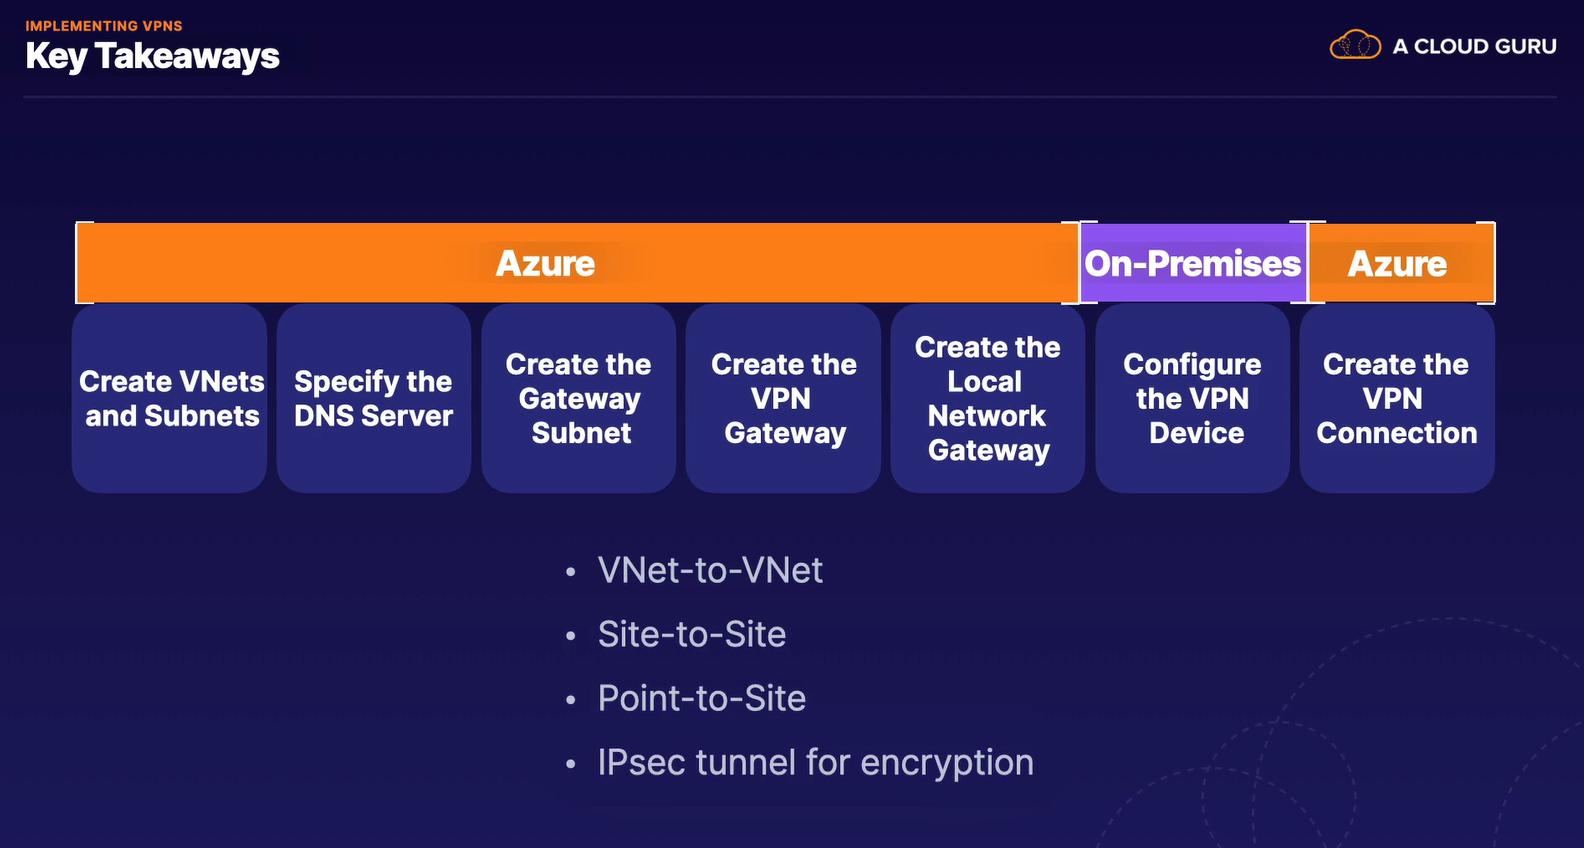 IMPLEMENTING VPNS
Key Takeaways
A CLOUD GURU
Azure
On-Premises
Azure
Create VNets
and Subnets
Specify the
DNS Server
Create the
Gateway
Subnet
Create the
VPN
Gateway
Create the
Local
Network
Gateway
Configure
the VPN
Device
Create the
VPN
Connection
• VNet-to-VNet
• Site-to-Site
• Point-to-Site
• IPsec tunnel for encryption